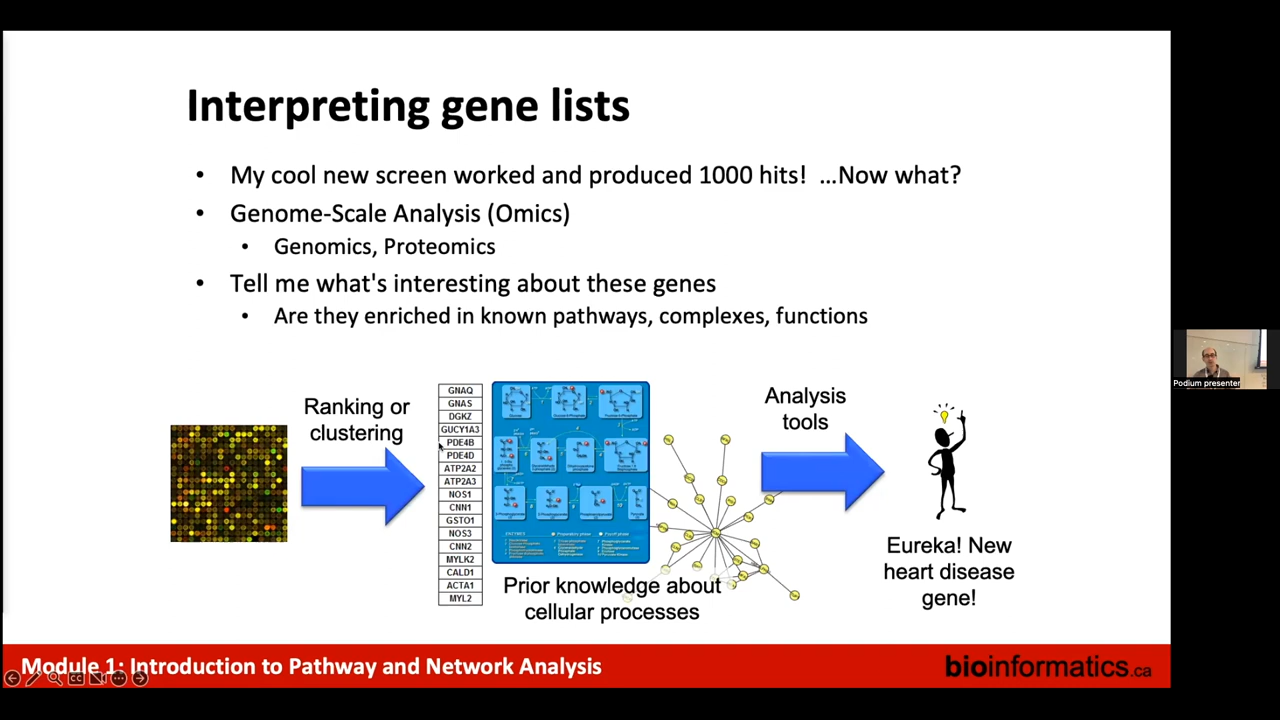 Interpreting gene lists
• My cool new screen worked and produced 1000 hits!  …Now what?
• Genome-Scale Analysis (Omics)
• Genomics, Proteomics
• Tell me what's interesting about these genes
• Are they enriched in known pathways, complexes, functions
Ranking or
clustering
GNAQ
GNAS
DGKZ
GUCY1A3
PDE4B
PDE4D
ATP2A2
ATP2A3
NOS1
CNN1
GSTO1
NOS3
CNN2
MYLK2
CALD1
ACTA1
MYL2
Prior knowledge about
cellular processes
Analysis
tools
Eureka! New
heart disease
gene!
Podium presenter
Module 1: Introduction to Pathway and Network Analysis
bioinformatics.ca